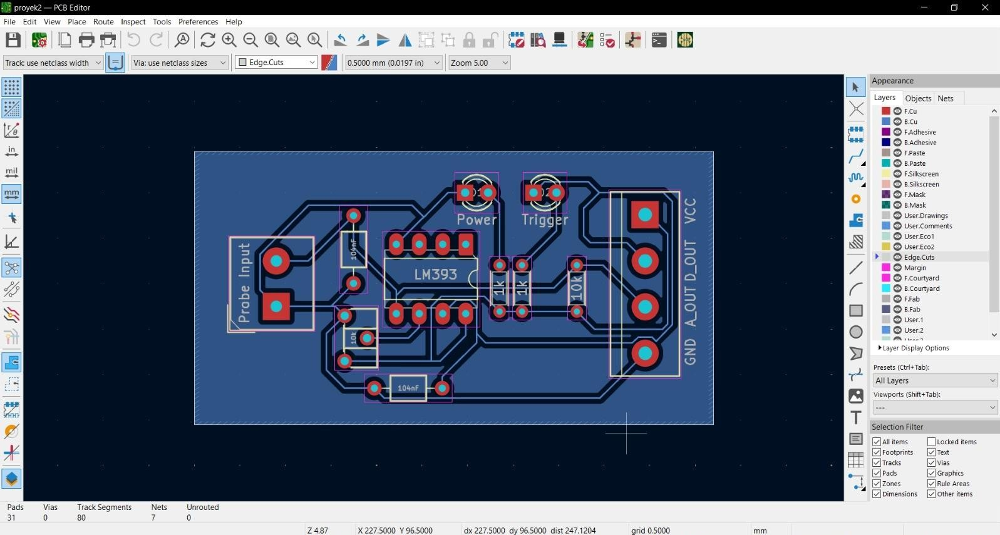 proyek2 — PCB Editor
File Edit View Place Route Inspect Tools Preferences Help
Track: use netclass width Via: use netclass sizes Edge.Cuts 0.5000 mm (0.0197 in) Zoom 5.00
in
mil
mm
Power
Trigger
VCC
D_OUT
A_OUT
GND
Probe Input
104nF
LM393
1k
1k
10k
10k
104nF
Appearance
Layers Objects Nets
F.Cu
B.Cu
F.Adhesive
B.Adhesive
F.Paste
B.Paste
F.Silkscreen
B.Silkscreen
F.Mask
B.Mask
User.Drawings
User.Comments
User.Eco1
User.Eco2
Edge.Cuts
Margin
F.Courtyard
B.Courtyard
F.Fab
B.Fab
User.1
User.2
Layer Display Options
Presets (Ctrl+Tab):
All Layers
Viewports (Shift+Tab):
---
Selection Filter
All items Locked items
Footprints Text
Tracks Vias
Pads Graphics
Zones Rule Areas
Dimensions Other items
Pads Vias Track Segments Nets Unrouted
31 0 80 7 0
Z 4.87 X 227.5000 Y 96.5000 dx 227.5000 dy 96.5000 dist 247.1204 grid 0.5000 mm